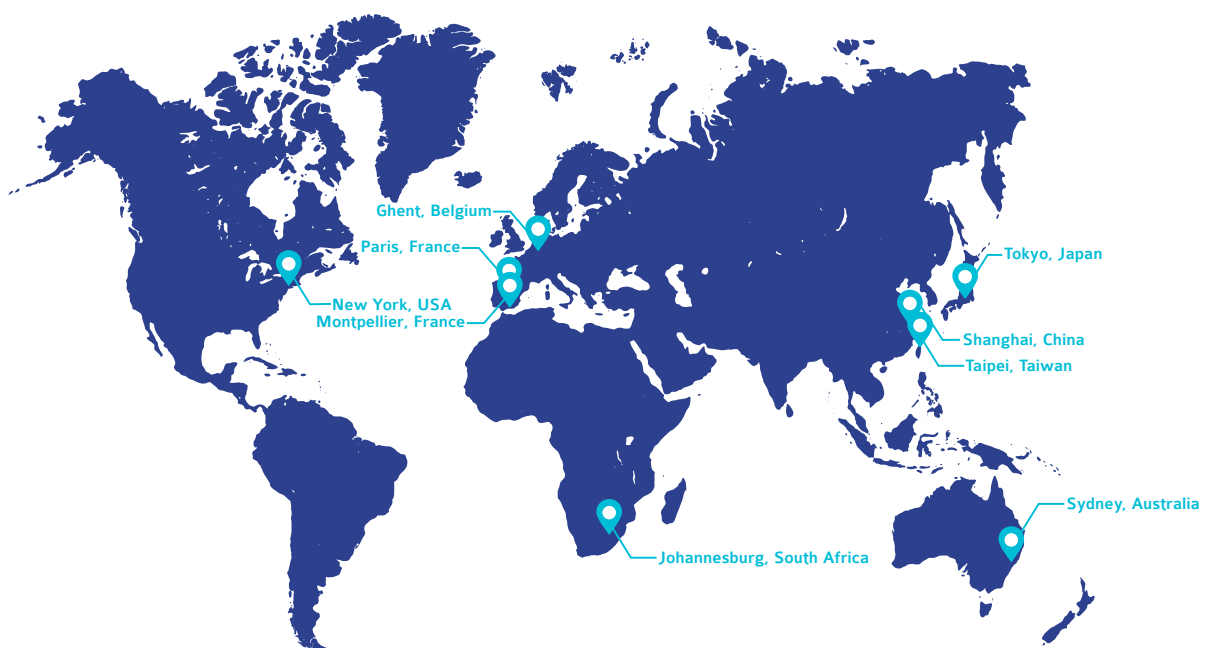 Ghent, Belgium
Paris, France
Tokyo, Japan
New York, USA
Montpellier, France
Shanghai, China
Taipei, Taiwan
Sydney, Australia
Johannesburg, South Africa